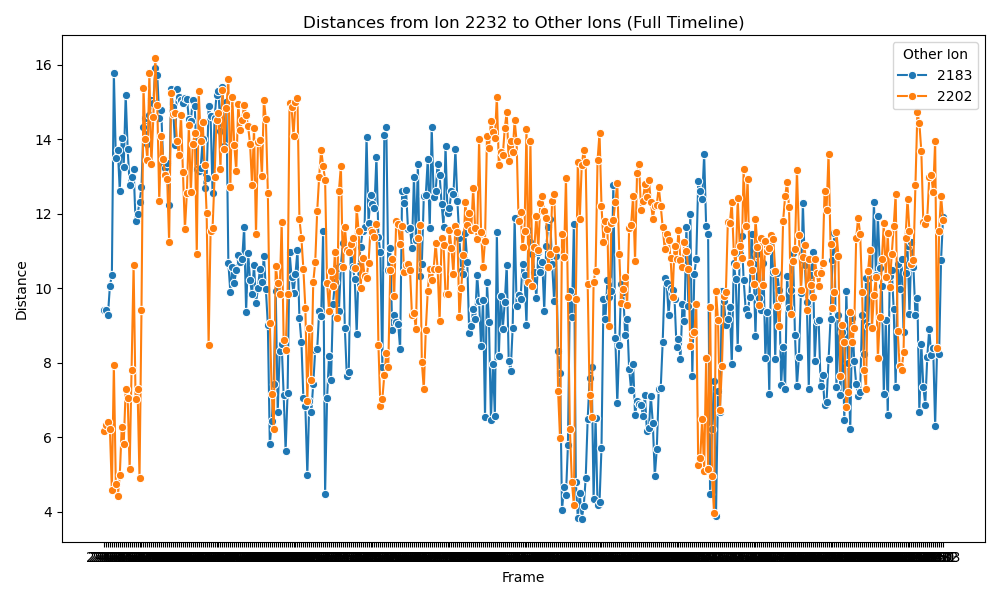 Distances from Ion 2232 to Other Ions (Full Timeline)
Other Ion
2183
2202
16
14
12
10
8
6
4
Distance
Frame